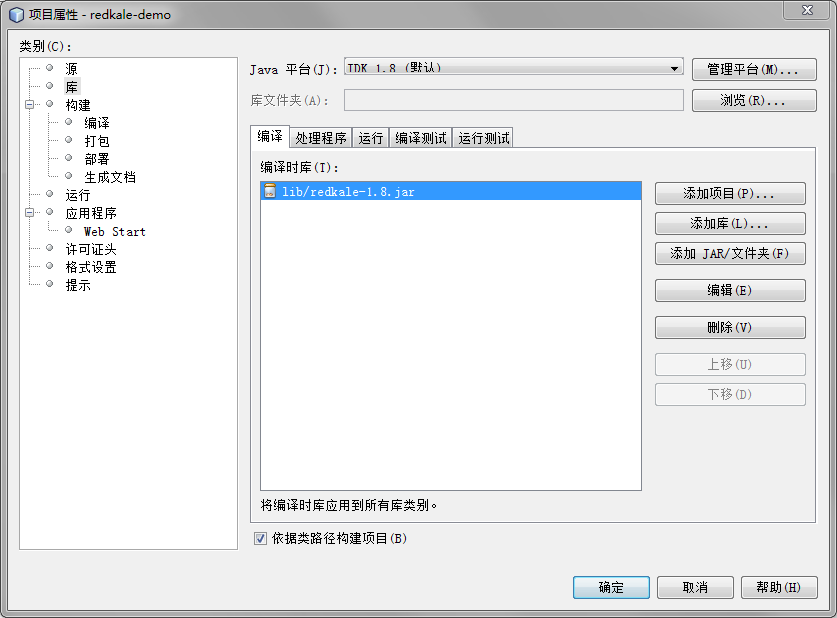 项目属性 - redkale-demo
类别(C):
源
库
构建
编译
打包
部署
生成文档
运行
应用程序
Web Start
许可证头
格式设置
提示
Java 平台(J): JDK 1.8 (默认) 管理平台(M)...
库文件夹(A): 浏览(R)...
编译 处理程序 运行 编译测试 运行测试
编译时库(T):
lib/redkale-1.8.jar
添加项目(P)...
添加库(L)...
添加 JAR/文件夹(F)
编辑(E)
删除(V)
上移(U)
下移(D)
将编译时库应用到所有库类别。
依据类路径构建项目(B)
确定 取消 帮助(H)